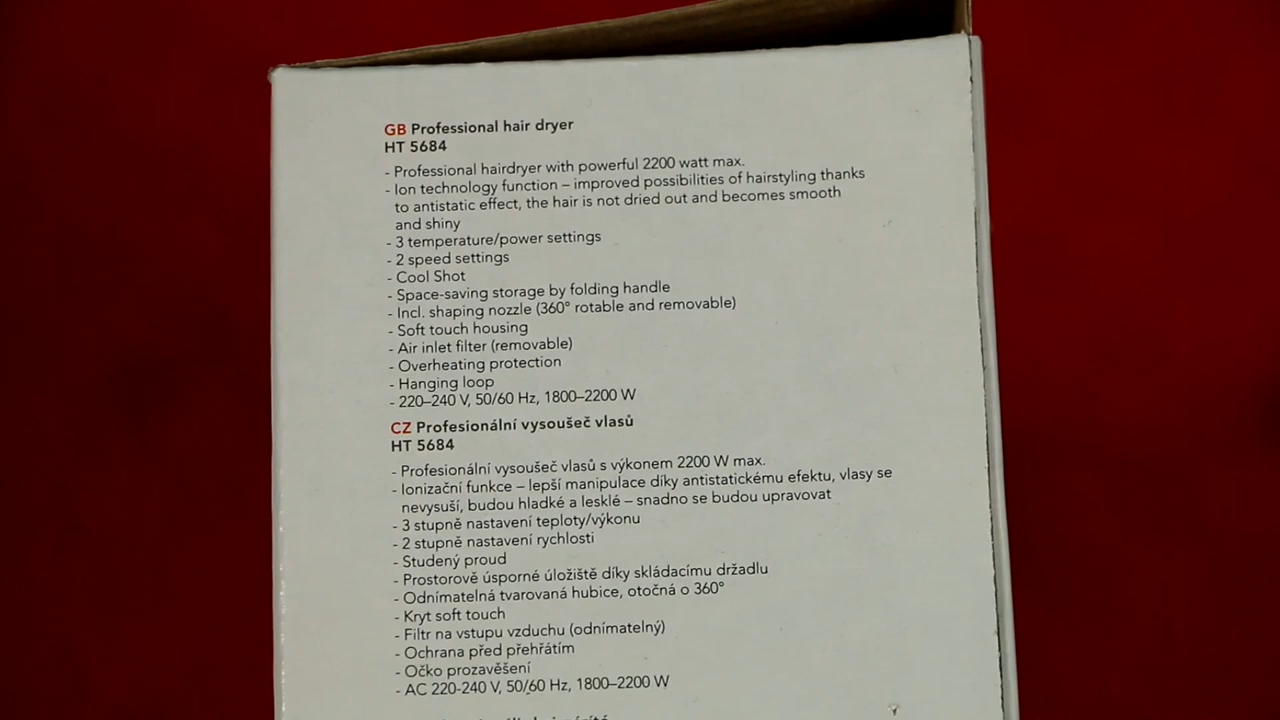 GB Professional hair dryer
HT 5684
- Professional hairdryer with powerful 2200 watt max.
- Ion technology function – improved possibilities of hairstyling thanks
to antistatic effect, the hair is not dried out and becomes smooth
and shiny
- 3 temperature/power settings
- 2 speed settings
- Cool Shot
- Space-saving storage by folding handle
- Incl. shaping nozzle (360° rotable and removable)
- Soft touch housing
- Air inlet filter (removable)
- Overheating protection
- Hanging loop
- 220–240 V, 50/60 Hz, 1800–2200 W
CZ Profesionální vysoušeč vlasů
HT 5684
- Profesionální vysoušeč vlasů s výkonem 2200 W max.
- Ionizační funkce – lepší manipulace díky antistatickému efektu, vlasy se
nevysuší, budou hladké a lesklé – snadno se budou upravovat
- 3 stupně nastavení teploty/výkonu
- 2 stupně nastavení rychlosti
- Studený proud
- Prostorově úsporné úložiště díky skládacímu držadlu
- Odnímatelná tvarovaná hubice, otočná o 360°
- Kryt soft touch
- Filtr na vstupu vzduchu (odnímatelný)
- Ochrana před přehřátím
- Očko prozavěšení
- AC 220-240 V, 50/60 Hz, 1800–2200 W